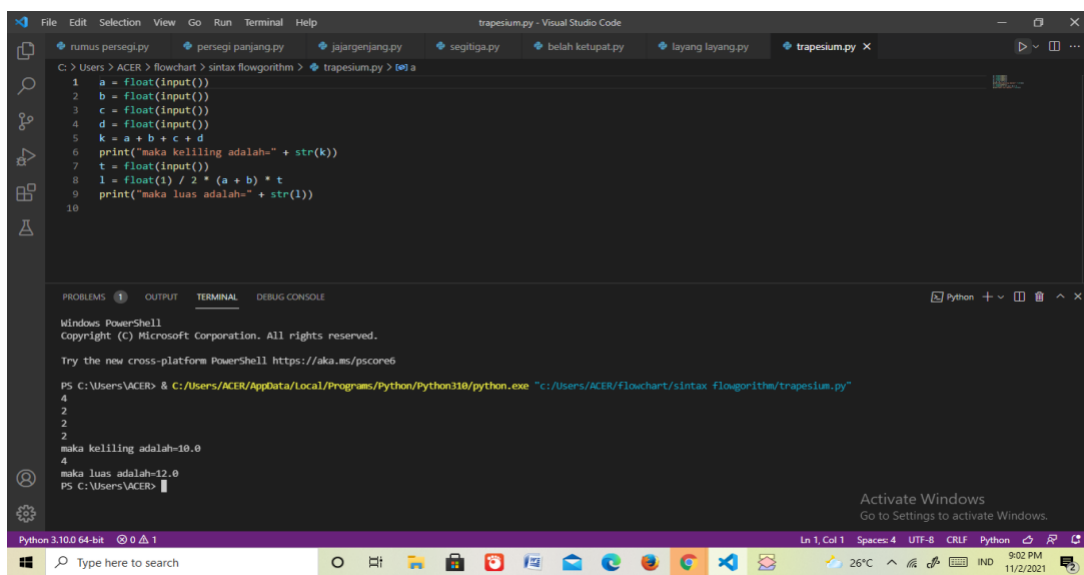 File Edit Selection View Go Run Terminal Help
trapesium.py - Visual Studio Code
rumus persegi.py persegi panjang.py jajargenjang.py segitiga.py belah ketupat.py layang layang.py trapesium.py
C: > Users > ACER > flowchart > sintax flowgorithm > trapesium.py > a
1 a = float(input())
2 b = float(input())
3 c = float(input())
4 d = float(input())
5 k = a + b + c + d
6 print("maka keliling adalah=" + str(k))
7 t = float(input())
8 l = float(1) / 2 * (a + b) * t
9 print("maka luas adalah=" + str(l))
10
PROBLEMS 1 OUTPUT TERMINAL DEBUG CONSOLE
Python
Windows PowerShell
Copyright (C) Microsoft Corporation. All rights reserved.
Try the new cross-platform PowerShell https://aka.ms/pscore6
PS C:\Users\ACER> & C:/Users/ACER/AppData/Local/Programs/Python/Python310/python.exe "c:/Users/ACER/flowchart/sintax flowgorithm/trapesium.py"
4
2
2
2
maka keliling adalah=10.0
4
maka luas adalah=12.0
PS C:\Users\ACER>
Activate Windows
Go to Settings to activate Windows.
Python 3.10.0 64-bit 0 1 Ln 1, Col 1 Spaces: 4 UTF-8 CRLF Python
Type here to search
26°C IND 9:02 PM
11/2/2021
2